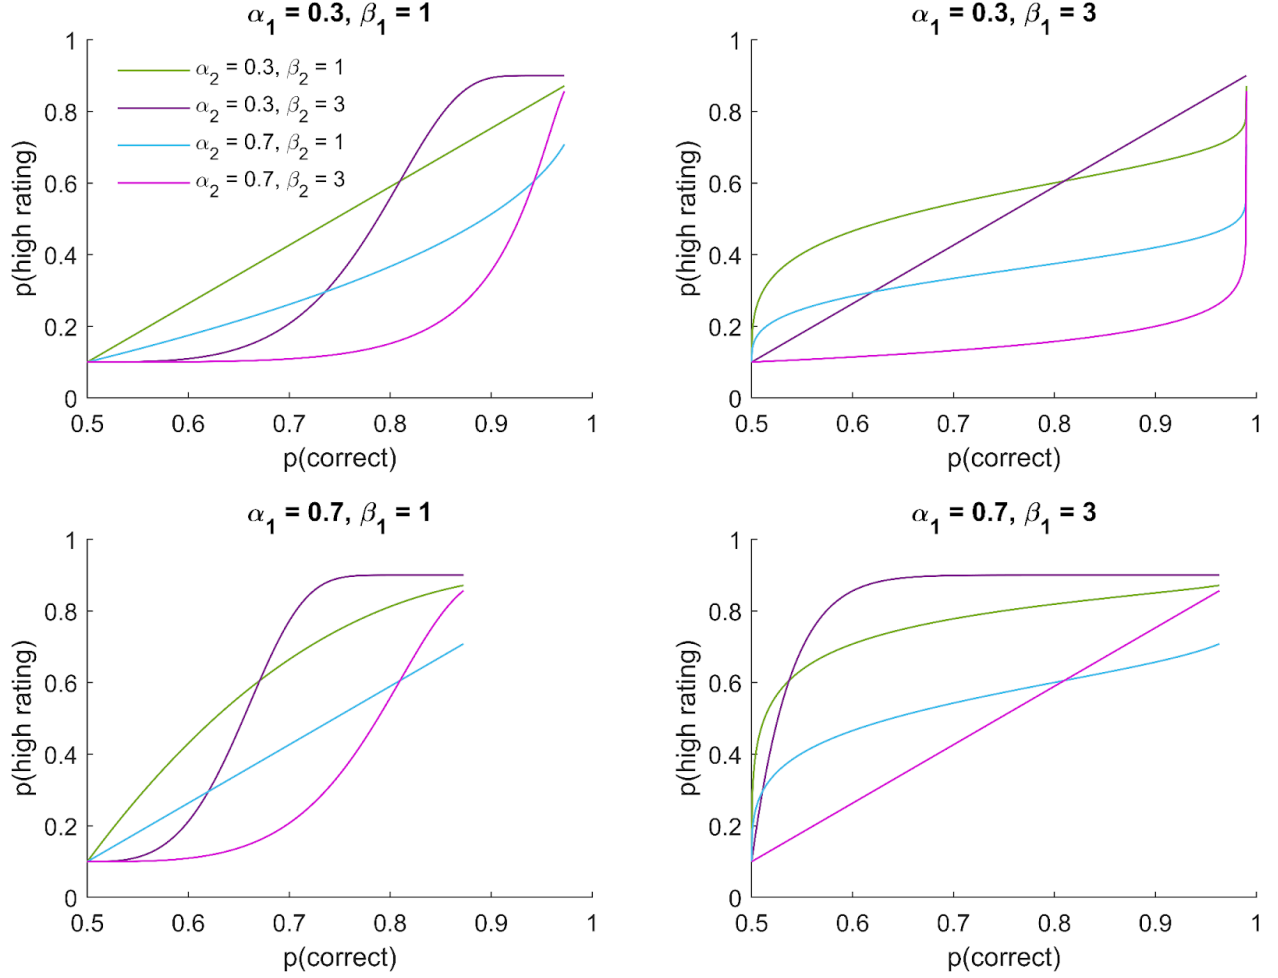 α1 = 0.3, β1 = 1
1
0.8
0.6
0.4
0.2
0
p(high rating)
α2 = 0.3, β2 = 1
α2 = 0.3, β2 = 3
α2 = 0.7, β2 = 1
α2 = 0.7, β2 = 3
0.5 0.6 0.7 0.8 0.9 1
p(correct)
α1 = 0.3, β1 = 3
1
0.8
0.6
0.4
0.2
0
p(high rating)
0.5 0.6 0.7 0.8 0.9 1
p(correct)
α1 = 0.7, β1 = 1
1
0.8
0.6
0.4
0.2
0
p(high rating)
0.5 0.6 0.7 0.8 0.9 1
p(correct)
α1 = 0.7, β1 = 3
1
0.8
0.6
0.4
0.2
0
p(high rating)
0.5 0.6 0.7 0.8 0.9 1
p(correct)